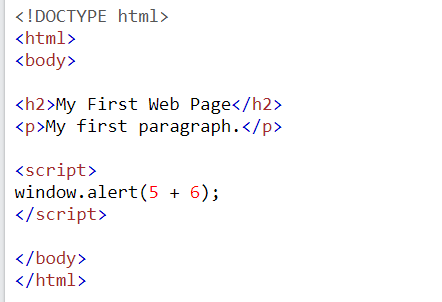 <!DOCTYPE html>
<html>
<body>
<h2>My First Web Page</h2>
<p>My first paragraph.</p>
<script>
window.alert(5 + 6);
</script>
</body>
</html>